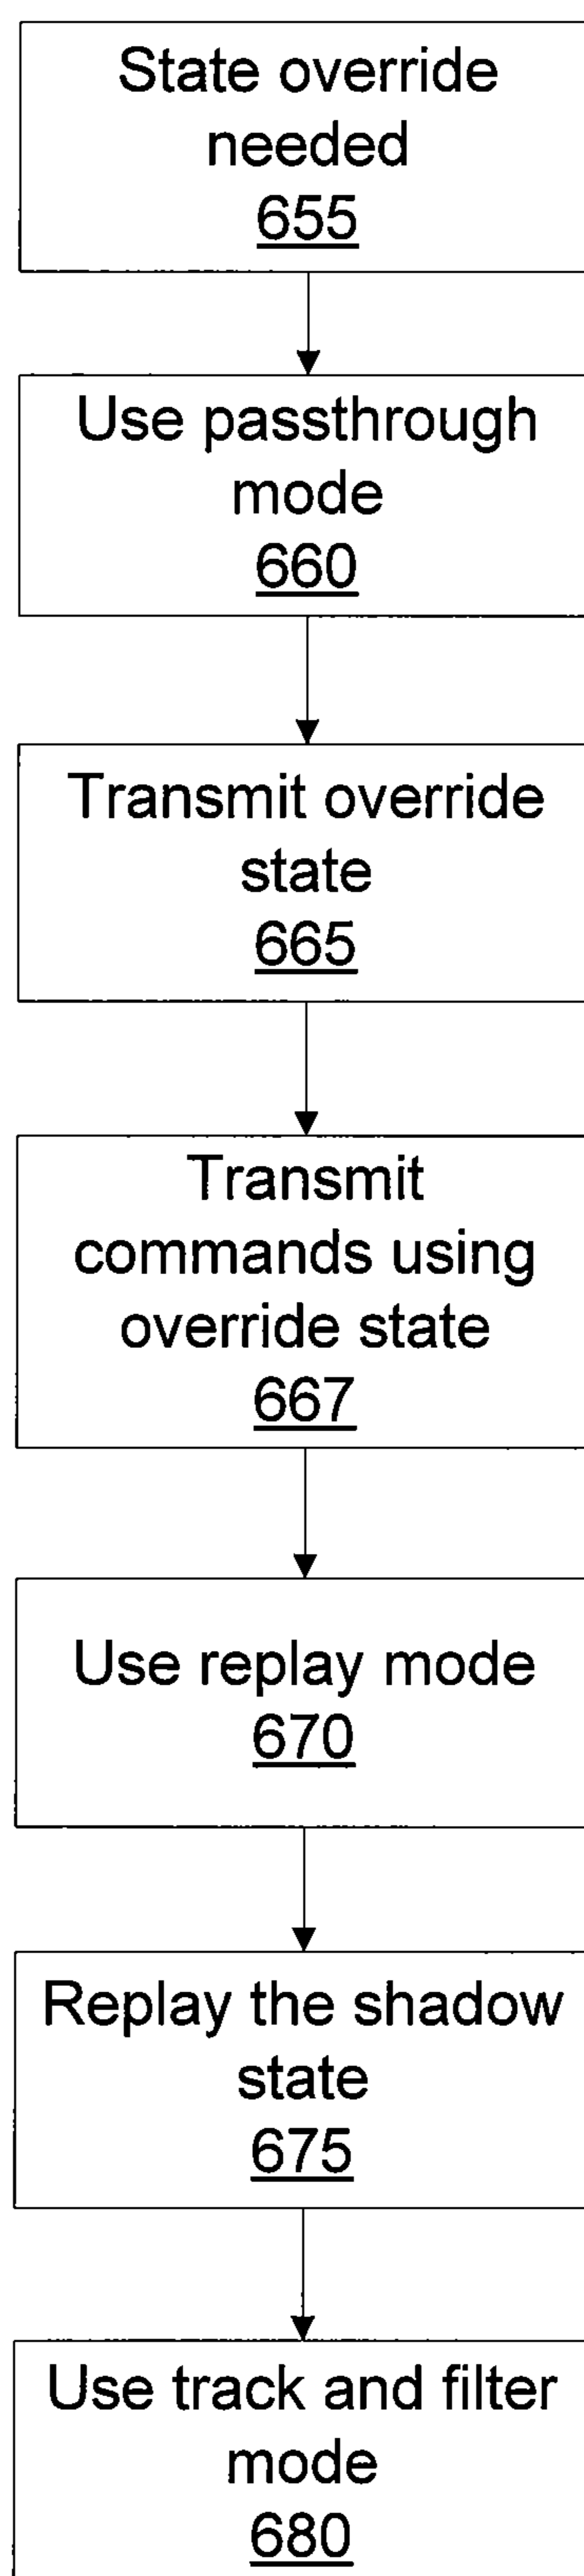 State override
needed
655
Use passthrough
mode
660
Transmit override
state
665
Transmit
commands using
override state
667
Use replay mode
670
Replay the shadow
state
675
Use track and filter
mode
680